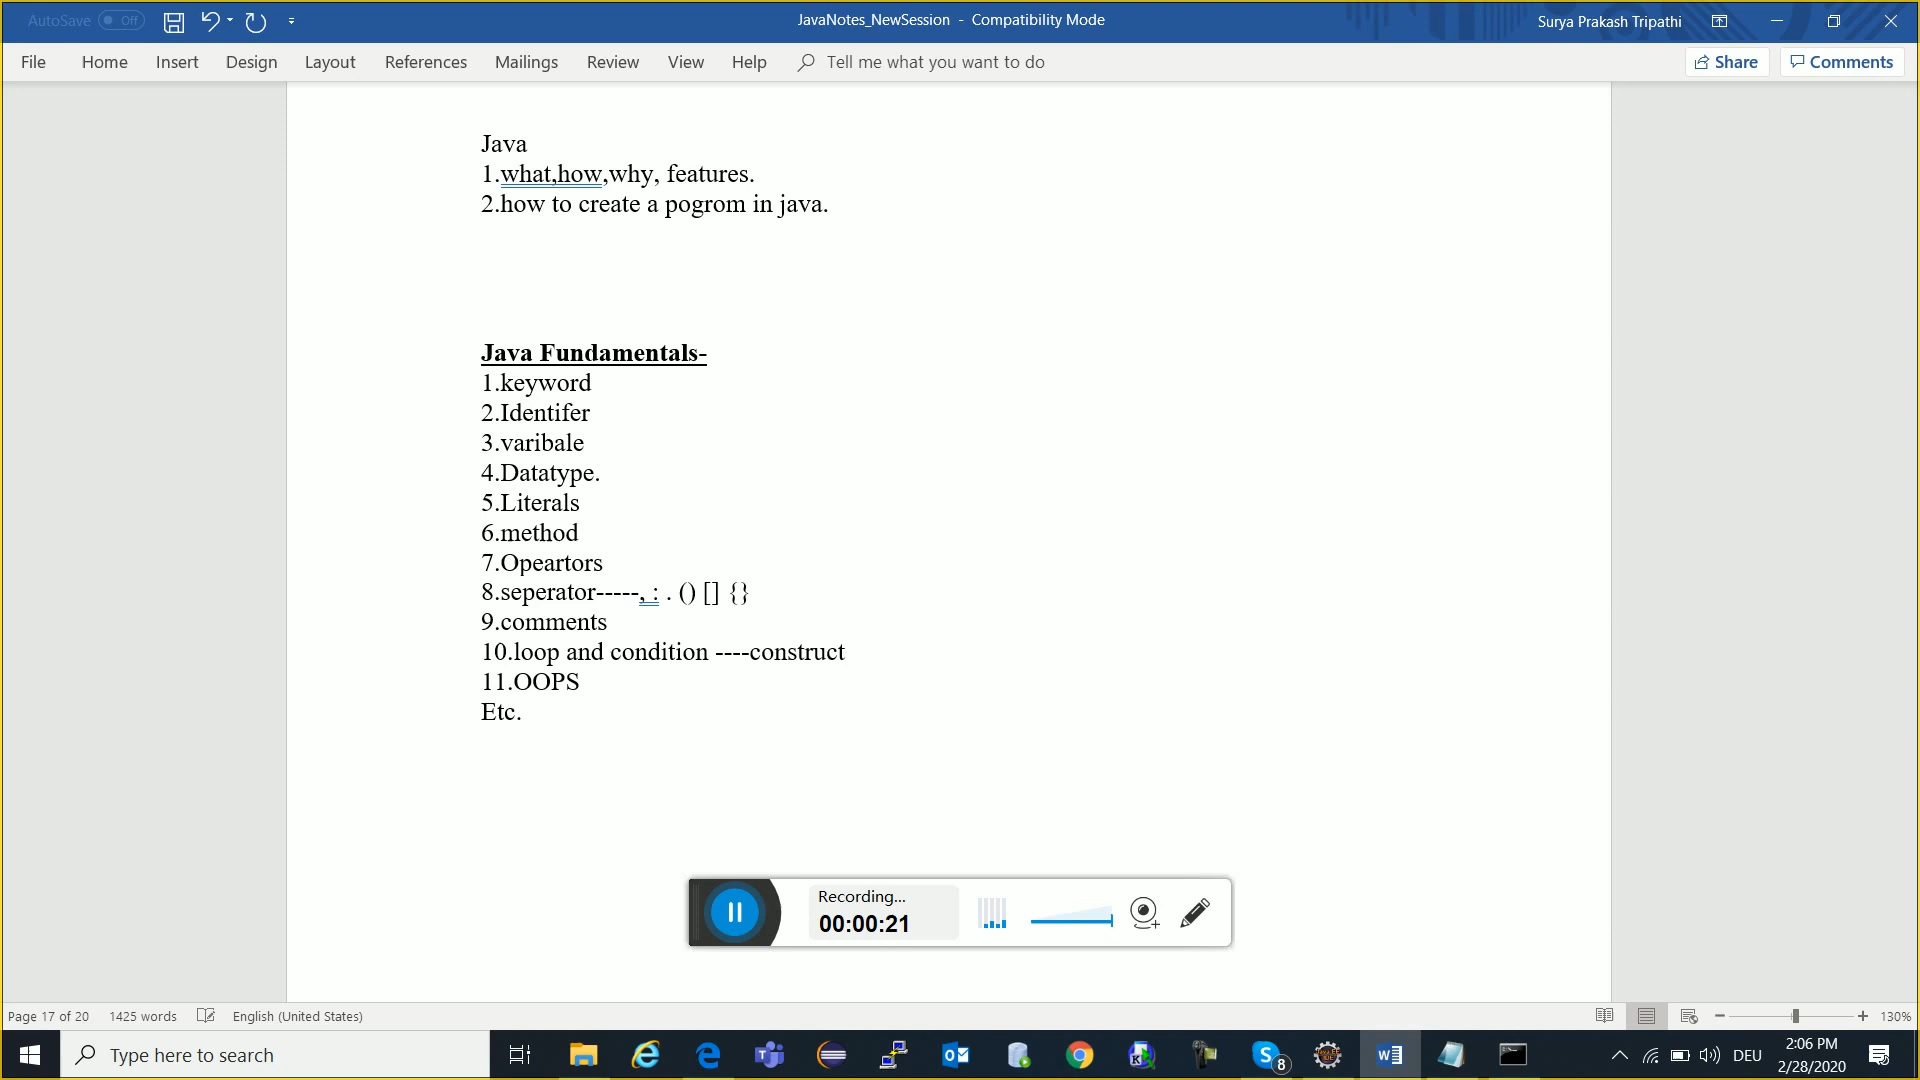 AutoSave Off JavaNotes_NewSession - Compatibility Mode Surya Prakash Tripathi
File Home Insert Design Layout References Mailings Review View Help Tell me what you want to do Share Comments
Java
1.what,how,why, features.
2.how to create a pogrom in java.
Java Fundamentals-
1.keyword
2.Identifer
3.varibale
4.Datatype.
5.Literals
6.method
7.Opeartors
8.seperator-----, : . () [] {}
9.comments
10.loop and condition ----construct
11.OOPS
Etc.
Recording...
00:00:21
Page 17 of 20 1425 words English (United States) 130%
Type here to search DEU 2:06 PM
2/28/2020
8